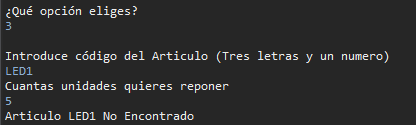 ¿Qué opción eliges?
3
Introduce código del Articulo (Tres letras y un numero)
LED1
Cuantas unidades quieres reponer
5
Articulo LED1 No Encontrado